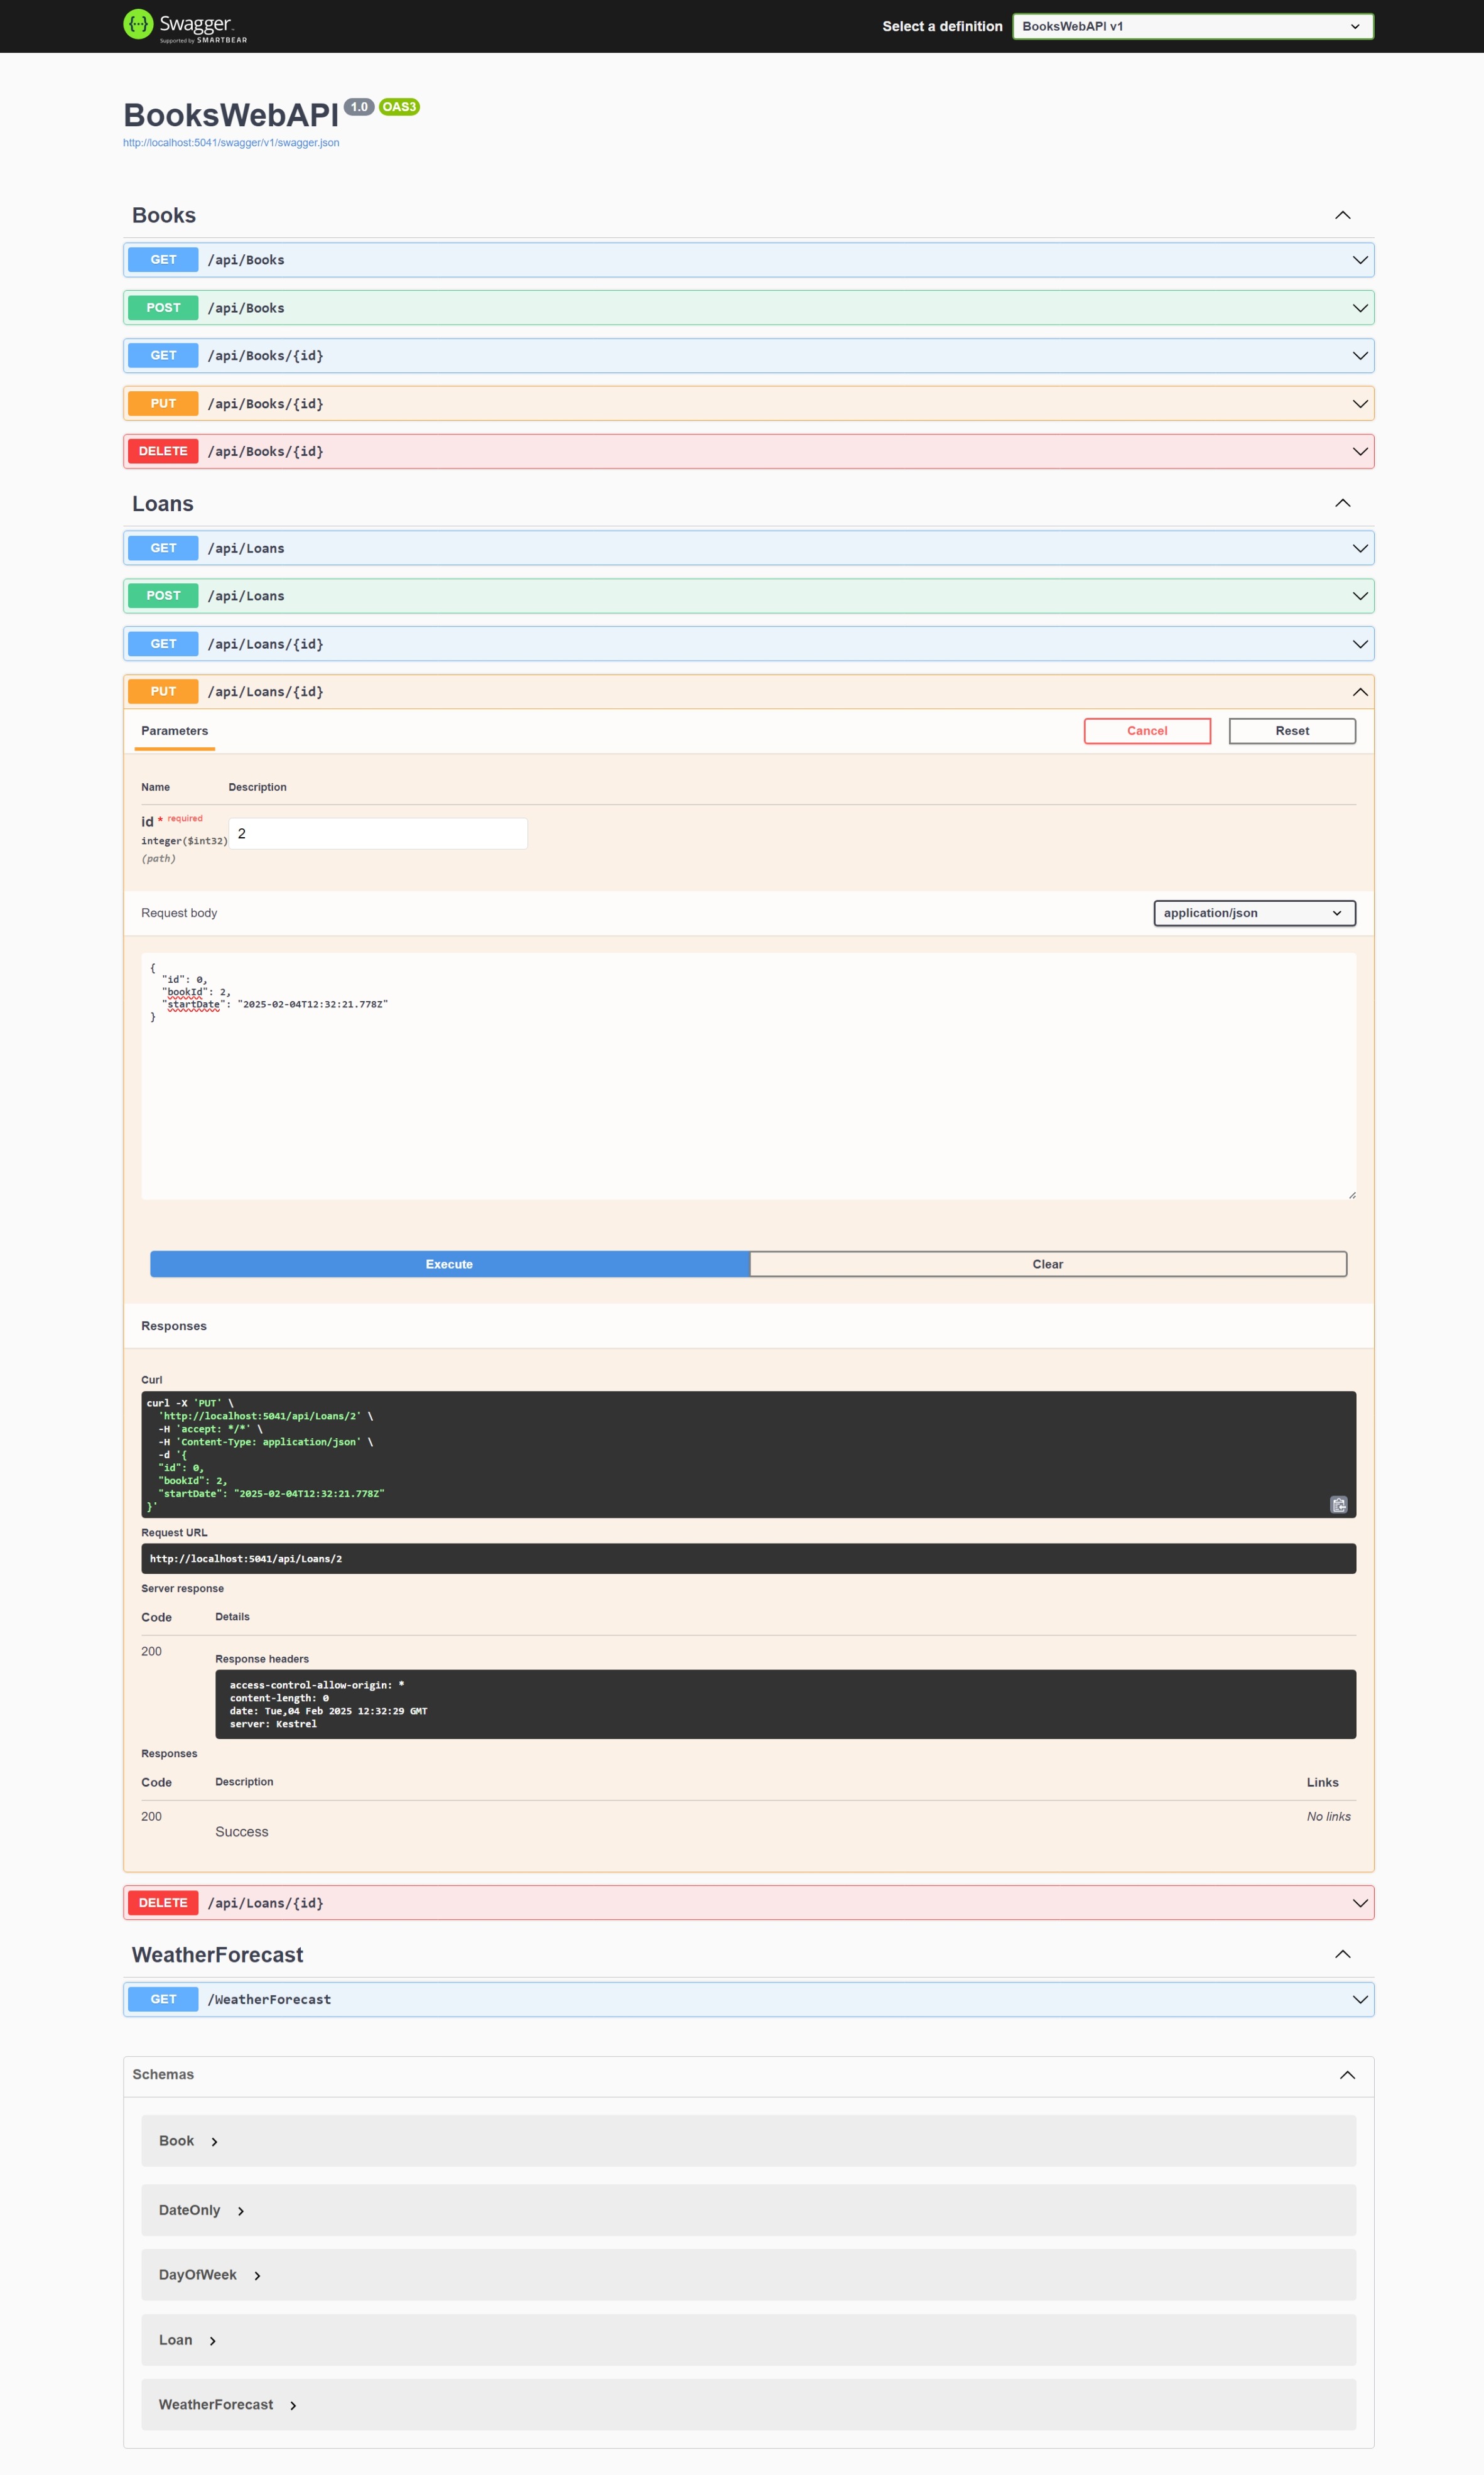 Swagger
Supported by SMARTBEAR
Select a definition
BooksWebAPI v1
BooksWebAPI 1.0 OAS3
http://localhost:5041/swagger/v1/swagger.json
Books
GET /api/Books
POST /api/Books
GET /api/Books/{id}
PUT /api/Books/{id}
DELETE /api/Books/{id}
Loans
GET /api/Loans
POST /api/Loans
GET /api/Loans/{id}
PUT /api/Loans/{id}
Parameters
Cancel
Reset
Name Description
id * required
integer($int32)
(path)
2
Request body
application/json
{
"id": 0,
"bookId": 2,
"startDate": "2025-02-04T12:32:21.778Z"
}
Execute
Clear
Responses
Curl
curl -X 'PUT' \
'http://localhost:5041/api/Loans/2' \
-H 'accept: */*' \
-H 'Content-Type: application/json' \
-d '{
"id": 0,
"bookId": 2,
"startDate": "2025-02-04T12:32:21.778Z"
}'
Request URL
http://localhost:5041/api/Loans/2
Server response
Code Details
200
Response headers
access-control-allow-origin: *
content-length: 0
date: Tue,04 Feb 2025 12:32:29 GMT
server: Kestrel
Responses
Code Description Links
200
Success
No links
DELETE /api/Loans/{id}
WeatherForecast
GET /WeatherForecast
Schemas
Book
DateOnly
DayOfWeek
Loan
WeatherForecast